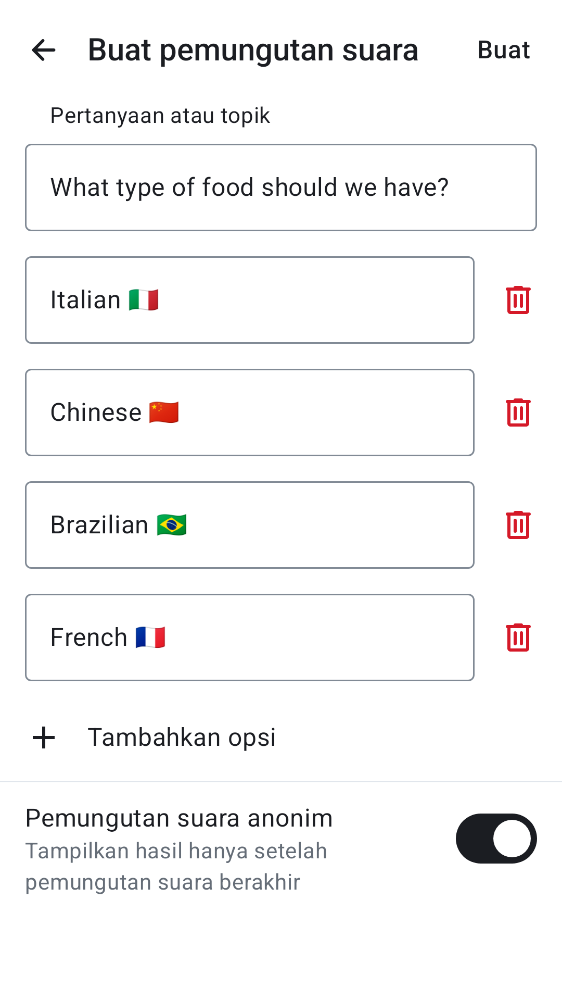 Buat pemungutan suara
Buat
Pertanyaan atau topik
What type of food should we have?
Italian 🇮🇹
Chinese 🇨🇳
Brazilian 🇧🇷
French 🇫🇷
Tambahkan opsi
Pemungutan suara anonim
Tampilkan hasil hanya setelah
pemungutan suara berakhir